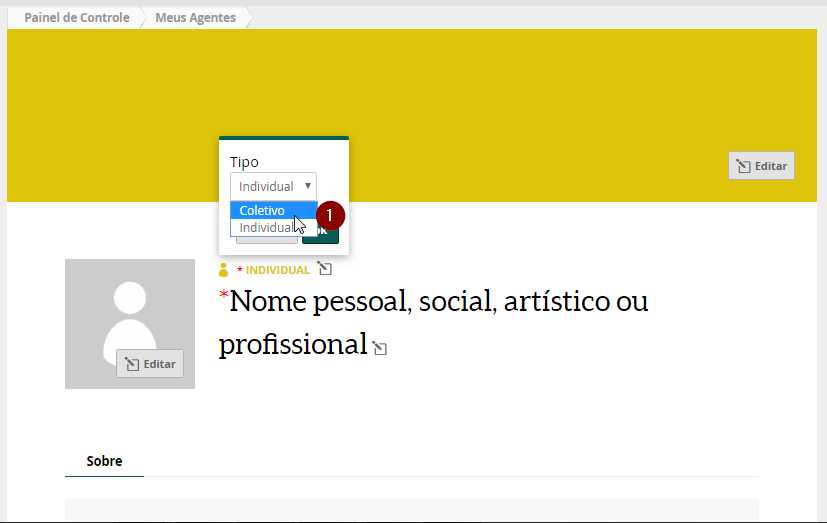 Painel de Controle Meus Agentes
Tipo
Editar
Individual
Coletivo
1
Individual
* INDIVIDUAL
*Nome pessoal, social, artístico ou
profissional
Editar
Sobre